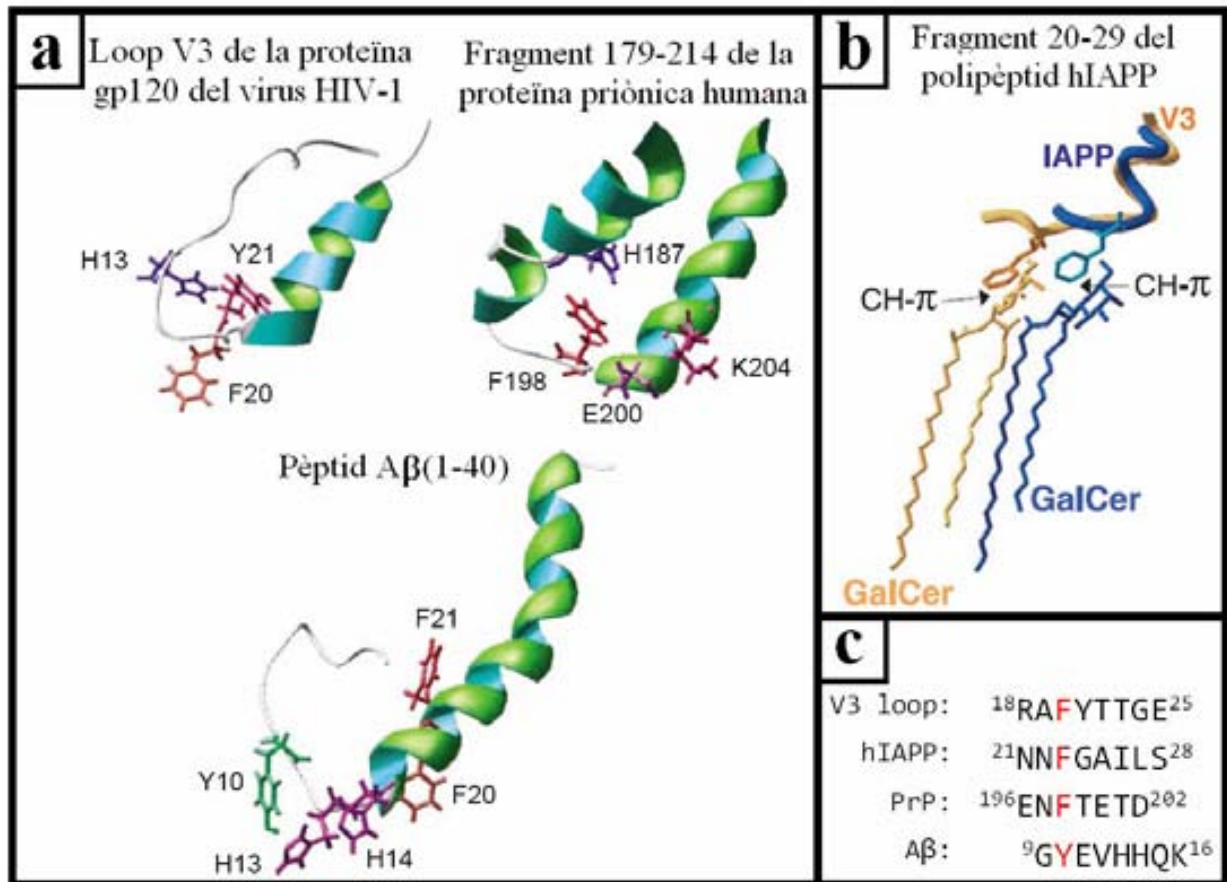 a
Loop V3 de la proteïna
gp120 del virus HIV-1
Fragment 179-214 de la
proteïna priònica humana
H13
Y21
F20
H187
F198
E200
K204
Pèptid Aβ(1-40)
F21
Y10
F20
H13
H14
b
Fragment 20-29 del
polipèptid hIAPP
V3
IAPP
CH-π
CH-π
GalCer
GalCer
c
V3 loop: ¹⁸RAFYTTGE²⁵
hIAPP: ²¹NNFGAILS²⁸
PrP: ¹⁹⁶ENFTETD²⁰²
Aβ: ⁹GYEVHHQK¹⁶